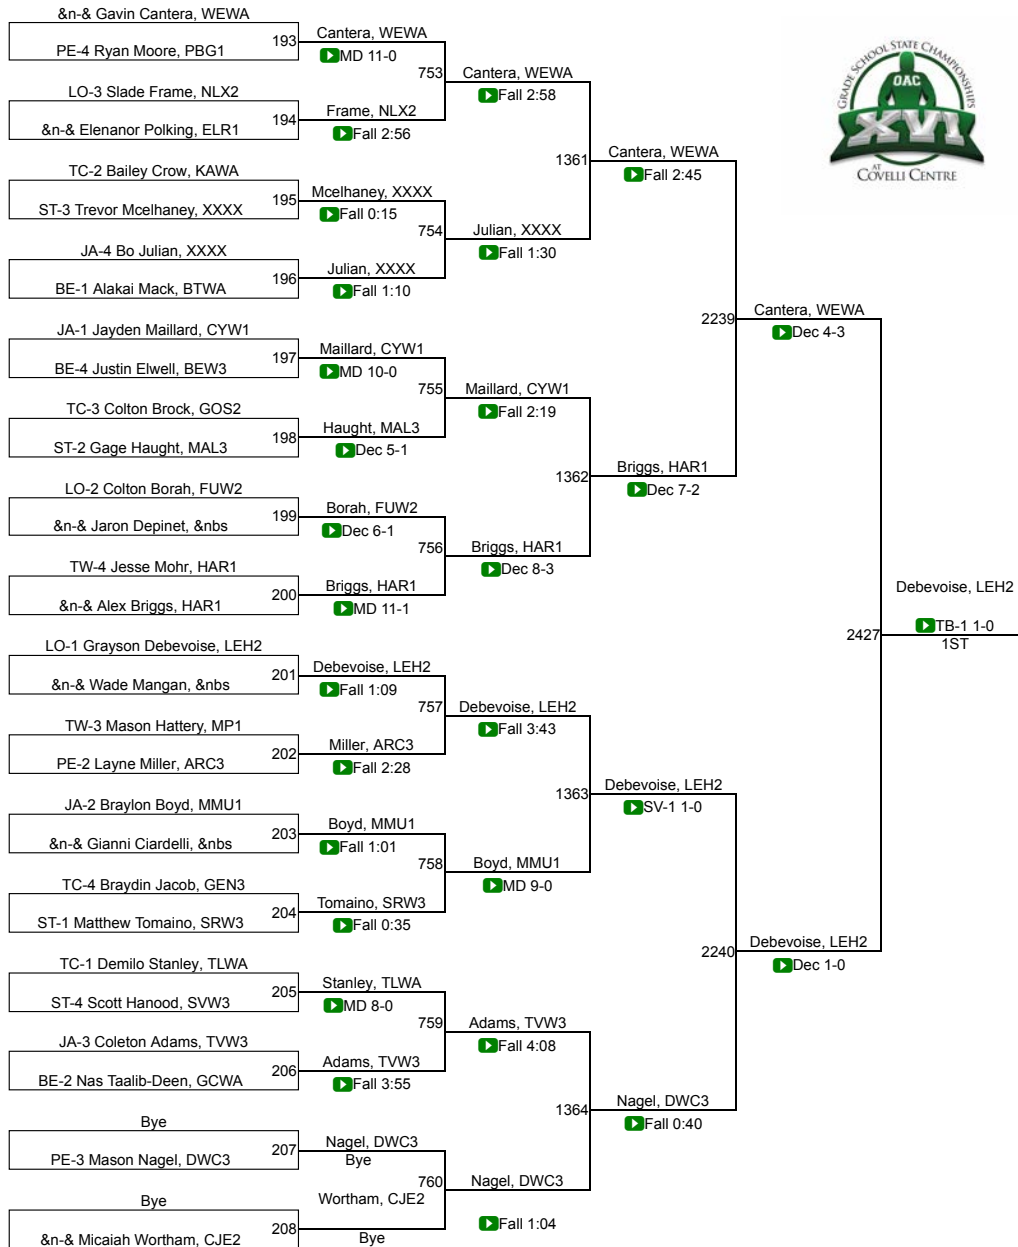 &n-& Gavin Cantera, WEWA
193
PE-4 Ryan Moore, PBG1
Cantera, WEWA
MD 11-0
753
LO-3 Slade Frame, NLX2
194
&n-& Elenanor Polking, ELR1
Frame, NLX2
Fall 2:56
Cantera, WEWA
Fall 2:58
1361
TC-2 Bailey Crow, KAWA
195
ST-3 Trevor Mcelhaney, XXXX
Mcelhaney, XXXX
Fall 0:15
754
JA-4 Bo Julian, XXXX
196
BE-1 Alakai Mack, BTWA
Julian, XXXX
Fall 1:10
Julian, XXXX
Fall 1:30
Cantera, WEWA
Fall 2:45
2239
JA-1 Jayden Maillard, CYW1
197
BE-4 Justin Elwell, BEW3
Maillard, CYW1
MD 10-0
755
TC-3 Colton Brock, GOS2
198
ST-2 Gage Haught, MAL3
Haught, MAL3
Dec 5-1
Maillard, CYW1
Fall 2:19
1362
LO-2 Colton Borah, FUW2
199
&n-& Jaron Depinet, &nbs
Borah, FUW2
Dec 6-1
756
TW-4 Jesse Mohr, HAR1
200
&n-& Alex Briggs, HAR1
Briggs, HAR1
MD 11-1
Briggs, HAR1
Dec 8-3
Briggs, HAR1
Dec 7-2
Cantera, WEWA
Dec 4-3
2427
LO-1 Grayson Debevoise, LEH2
201
&n-& Wade Mangan, &nbs
Debevoise, LEH2
Fall 1:09
757
TW-3 Mason Hattery, MP1
202
PE-2 Layne Miller, ARC3
Miller, ARC3
Fall 2:28
Debevoise, LEH2
Fall 3:43
1363
JA-2 Braylon Boyd, MMU1
203
&n-& Gianni Ciardelli, &nbs
Boyd, MMU1
Fall 1:01
758
TC-4 Braydin Jacob, GEN3
204
ST-1 Matthew Tomaino, SRW3
Tomaino, SRW3
Fall 0:35
Boyd, MMU1
MD 9-0
Debevoise, LEH2
SV-1 1-0
2240
TC-1 Demilo Stanley, TLWA
205
ST-4 Scott Hanood, SVW3
Stanley, TLWA
MD 8-0
759
JA-3 Coleton Adams, TVW3
206
BE-2 Nas Taalib-Deen, GCWA
Adams, TVW3
Fall 3:55
Adams, TVW3
Fall 4:08
1364
Bye
207
PE-3 Mason Nagel, DWC3
Nagel, DWC3
Bye
760
Bye
208
&n-& Micaiah Wortham, CJE2
Wortham, CJE2
Bye
Nagel, DWC3
Fall 1:04
Nagel, DWC3
Fall 0:40
Debevoise, LEH2
Dec 1-0
Debevoise, LEH2
TB-1 1-0
1ST
GRADE SCHOOL STATE CHAMPIONSHIPS
OAC
XVI
AT
COVELLI CENTRE